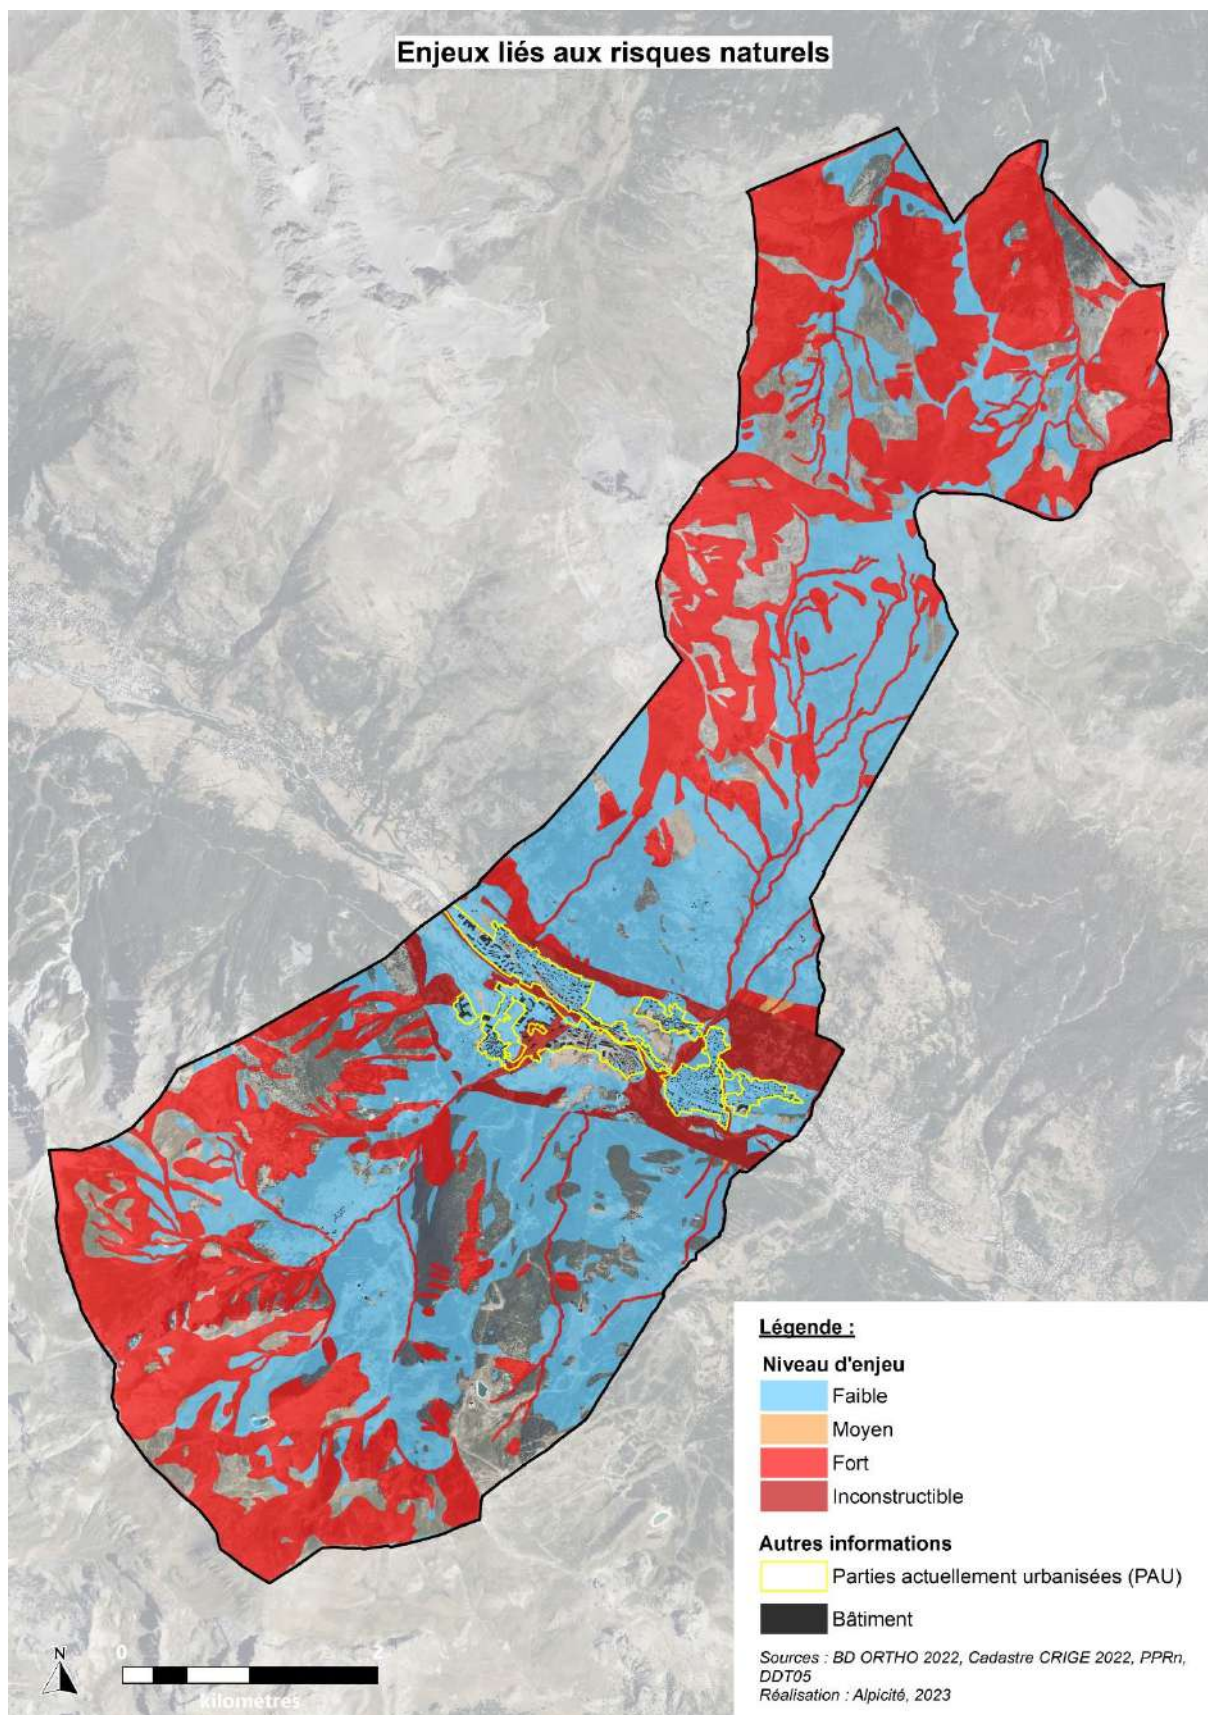 Enjeux liés aux risques naturels
Légende :
Niveau d'enjeu
Faible
Moyen
Fort
Inconstructible
Autres informations
Parties actuellement urbanisées (PAU)
Bâtiment
Sources : BD ORTHO 2022, Cadastre CRIGE 2022, PPRn,
DDT05
Réalisation : Alpicité, 2023
N
0 2
kilomètres